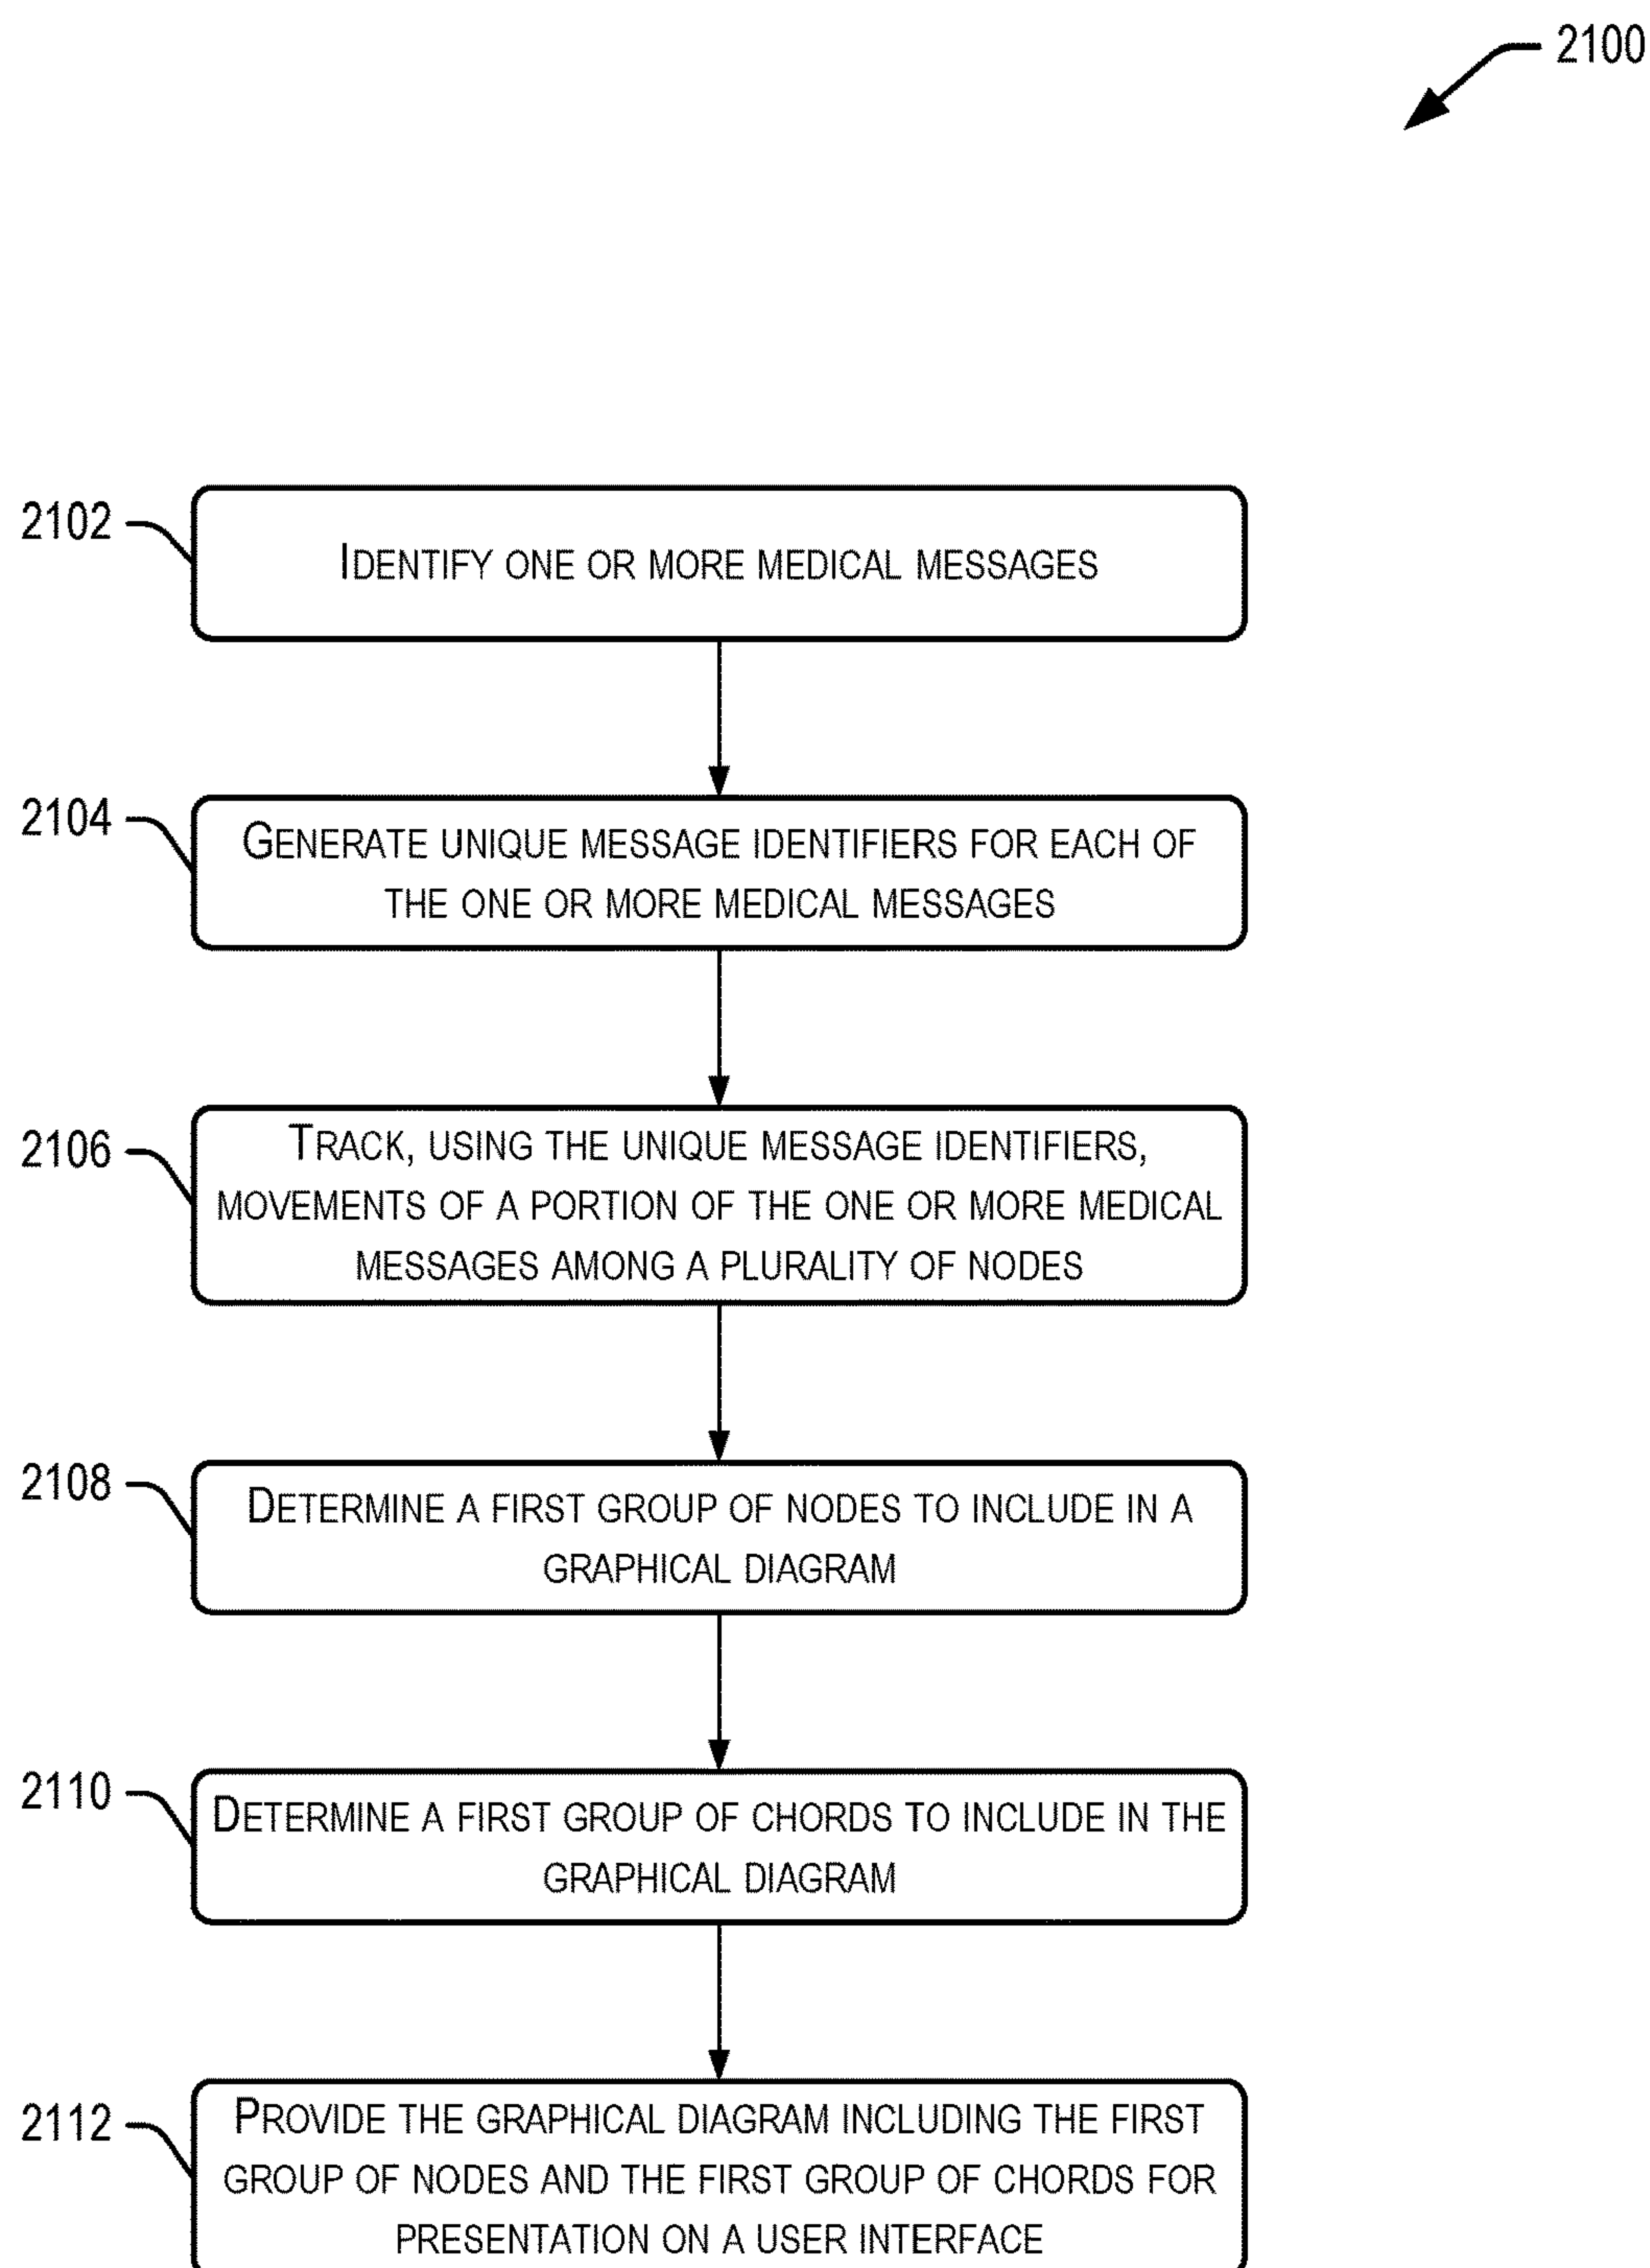 2100
2102
IDENTIFY ONE OR MORE MEDICAL MESSAGES
2104
GENERATE UNIQUE MESSAGE IDENTIFIERS FOR EACH OF
THE ONE OR MORE MEDICAL MESSAGES
2106
TRACK, USING THE UNIQUE MESSAGE IDENTIFIERS,
MOVEMENTS OF A PORTION OF THE ONE OR MORE MEDICAL
MESSAGES AMONG A PLURALITY OF NODES
2108
DETERMINE A FIRST GROUP OF NODES TO INCLUDE IN A
GRAPHICAL DIAGRAM
2110
DETERMINE A FIRST GROUP OF CHORDS TO INCLUDE IN THE
GRAPHICAL DIAGRAM
2112
PROVIDE THE GRAPHICAL DIAGRAM INCLUDING THE FIRST
GROUP OF NODES AND THE FIRST GROUP OF CHORDS FOR
PRESENTATION ON A USER INTERFACE